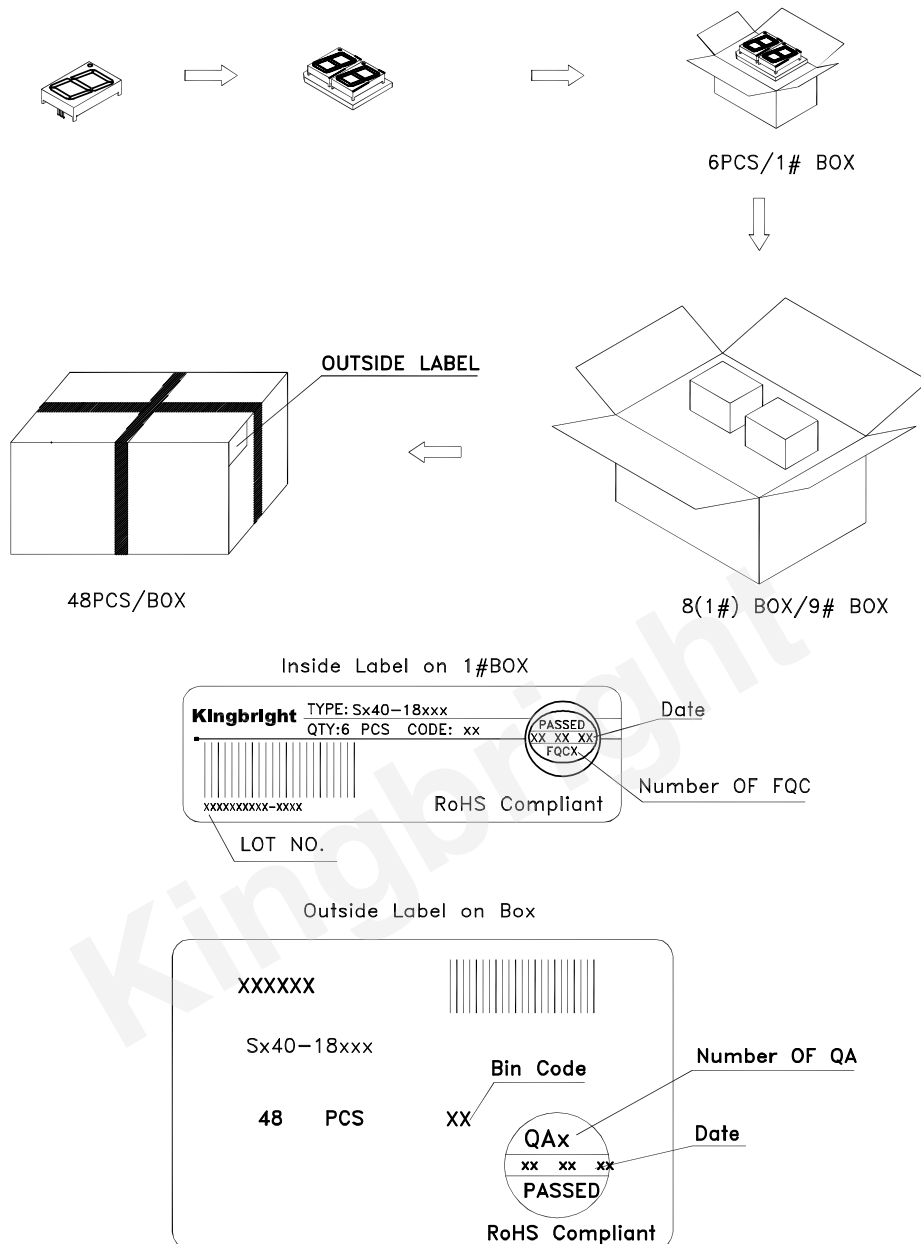 6PCS/1# BOX
OUTSIDE LABEL
48PCS/BOX
8(1#) BOX/9# BOX
Inside Label on 1#BOX
Kingbright
TYPE: Sx40-18xxx
QTY:6 PCS CODE: xx
PASSED
XX XX XX
FQCX
Date
Number OF FQC
XXXXXXXXXX-XXXX
RoHS Compliant
LOT NO.
Outside Label on Box
XXXXXX
Sx40-18xxx
Bin Code
48 PCS
XX
Number OF QA
QAx
Date
XX XX XX
PASSED
RoHS Compliant
Kingbright